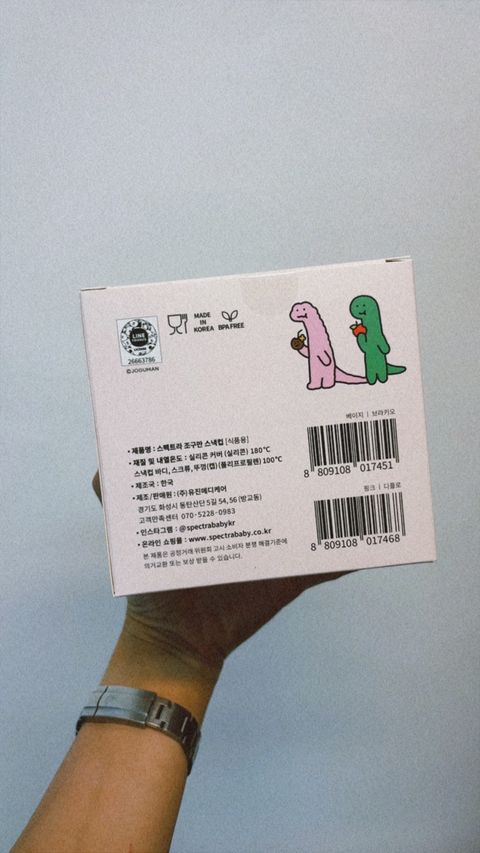 LINE
26663786
©JOGUMAN
MADE
IN
KOREA
BPA FREE
• 제품명 : 스펙트라 조구만 스낵컵 [식품용]
• 재질 및 내열온도 : 실리콘 커버 (실리콘) 180℃
스낵컵 바디, 스크류, 뚜껑(캡) (폴리프로필렌) 100℃
• 제조국 : 한국
• 제조/판매원 : (주)유진메디케어
경기도 화성시 동탄산단 5길 54, 56 (방교동)
고객만족센터 070-5228-0983
• 인스타그램 : @spectrababykr
• 온라인 쇼핑몰 : www.spectrababy.co.kr
본 제품은 공정거래 위원회 고시 소비자 분쟁 해결기준에
의거교환 또는 보상 받을 수 있습니다.
베이지 | 브라키오
8 809108 017451
핑크 | 디플로
8 809108 017468